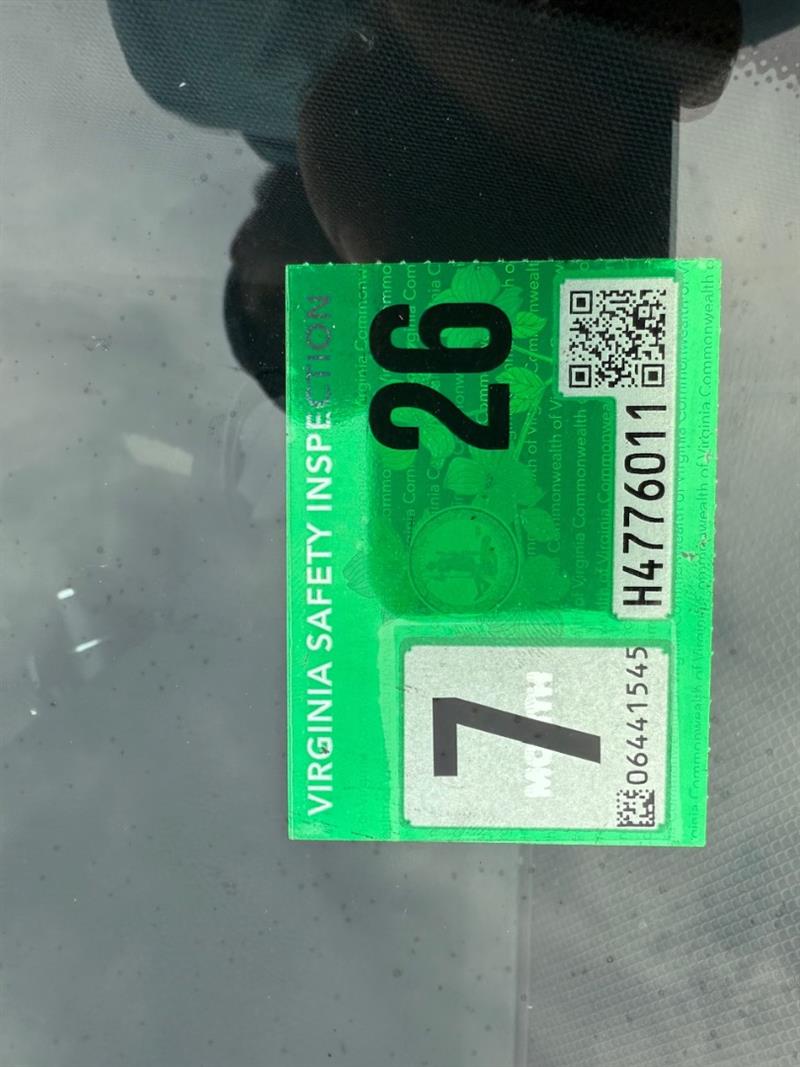 VIRGINIA SAFETY INSPECTION
7
MONTH
06441545
26
H4776011